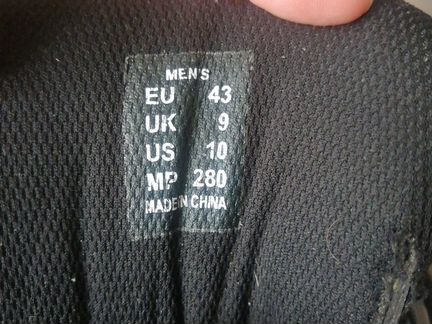 MEN'S
EU 43
UK 9
US 10
MP 280
MADE IN CHINA